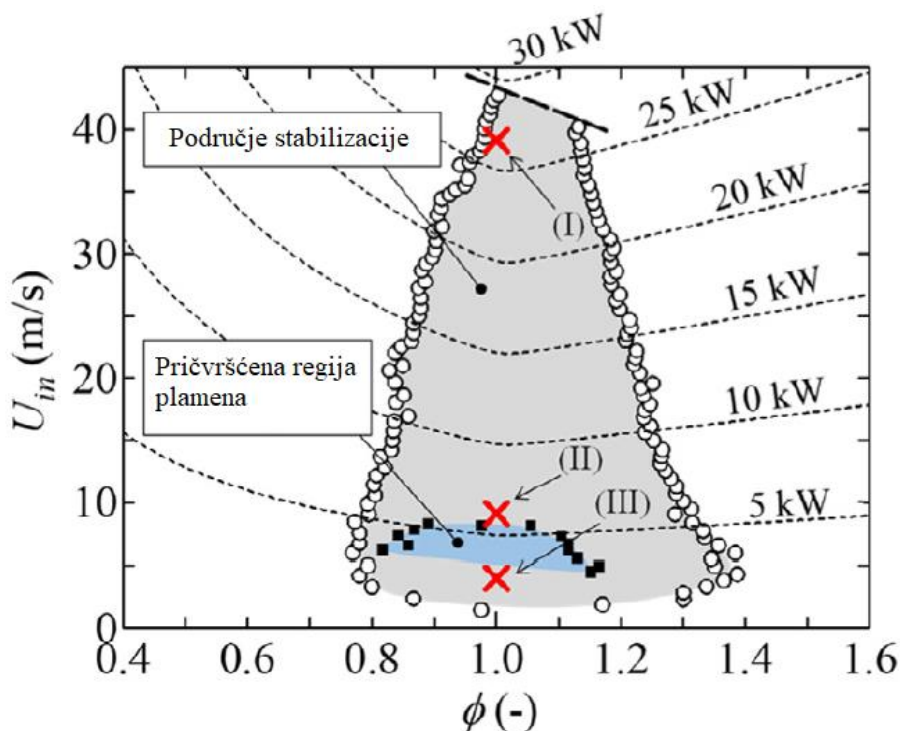 30 kW
25 kW
20 kW
15 kW
10 kW
5 kW
Područje stabilizacije
Pričvršćena regija
plamena
(I)
(II)
(III)
40
30
20
10
0
U_in (m/s)
0.4 0.6 0.8 1.0 1.2 1.4 1.6
ϕ (-)